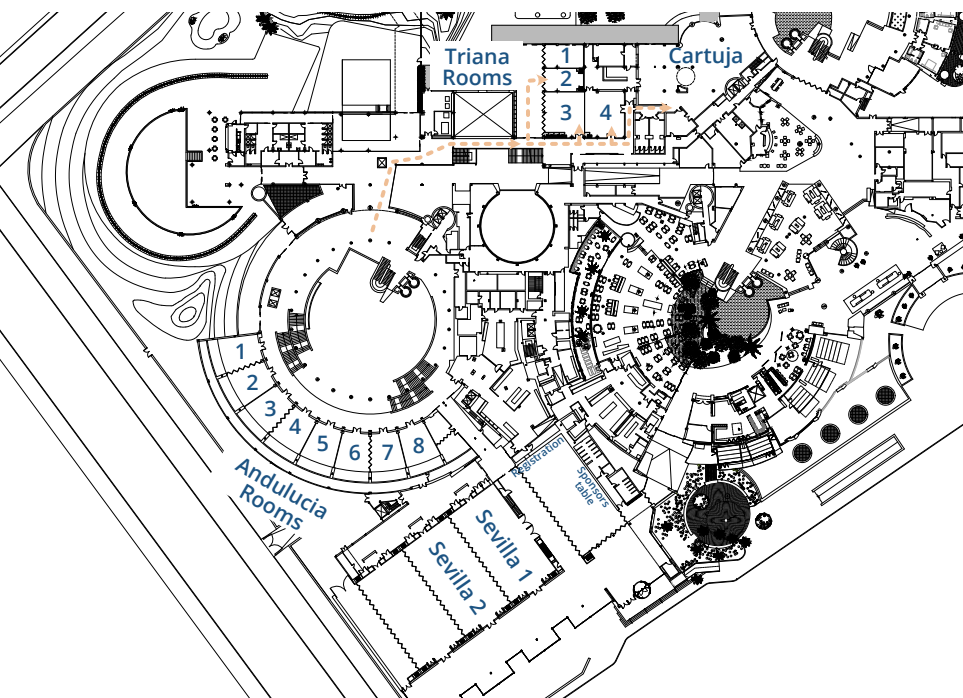 Triana
Rooms
1
2
3
4
Cartuja
1
2
3
4
5
6
7
8
Andulucia
Rooms
Registration
Sponsors
table
Sevilla 1
Sevilla 2